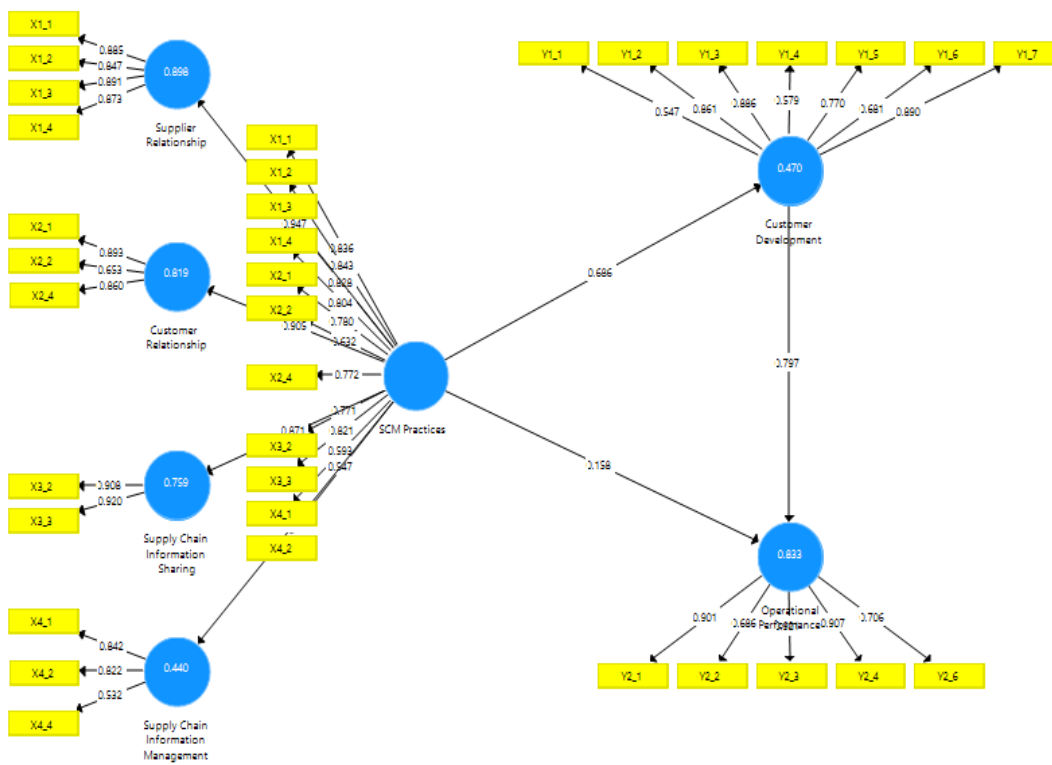 X1_1
0.885
X1_2
0.847
0.891
X1_3
0.873
X1_4
0.898
Supplier
Relationship
X2_1
0.893
X2_2
0.653
X2_4
0.860
0.819
Customer
Relationship
X3_2
0.908
0.920
X3_3
0.759
Supply Chain
Information
Sharing
X4_1
0.842
X4_2
0.822
0.532
X4_4
0.440
Supply Chain
Information
Management
X1_1
X1_2
X1_3
0.947
X1_4
0.836
0.843
X2_1
0.828
0.804
X2_2
0.780
0.905
0.632
X2_4
0.772
0.771
0.871
0.821
X3_2
0.593
X3_3
0.547
X4_1
X4_2
SCM Practices
0.686
0.158
Y1_1
Y1_2
Y1_3
Y1_4
Y1_5
Y1_6
Y1_7
0.547
0.861
0.886
0.579
0.770
0.681
0.890
0.470
Customer
Development
0.797
0.833
Operational
Performance
0.901
0.686
0.907
0.706
Y2_1
Y2_2
Y2_3
Y2_4
Y2_6